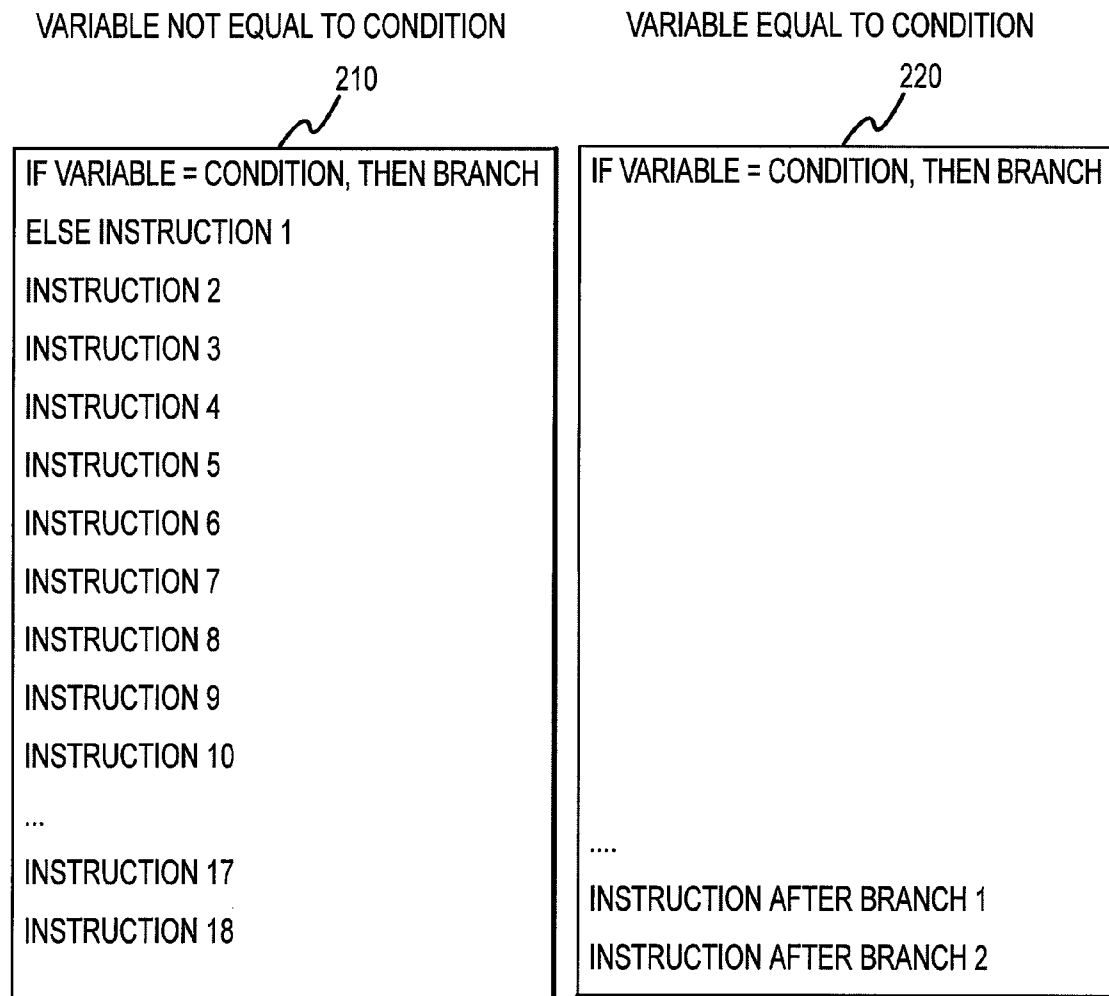 VARIABLE NOT EQUAL TO CONDITION
210
IF VARIABLE = CONDITION, THEN BRANCH
ELSE INSTRUCTION 1
INSTRUCTION 2
INSTRUCTION 3
INSTRUCTION 4
INSTRUCTION 5
INSTRUCTION 6
INSTRUCTION 7
INSTRUCTION 8
INSTRUCTION 9
INSTRUCTION 10
...
INSTRUCTION 17
INSTRUCTION 18
VARIABLE EQUAL TO CONDITION
220
IF VARIABLE = CONDITION, THEN BRANCH
....
INSTRUCTION AFTER BRANCH 1
INSTRUCTION AFTER BRANCH 2